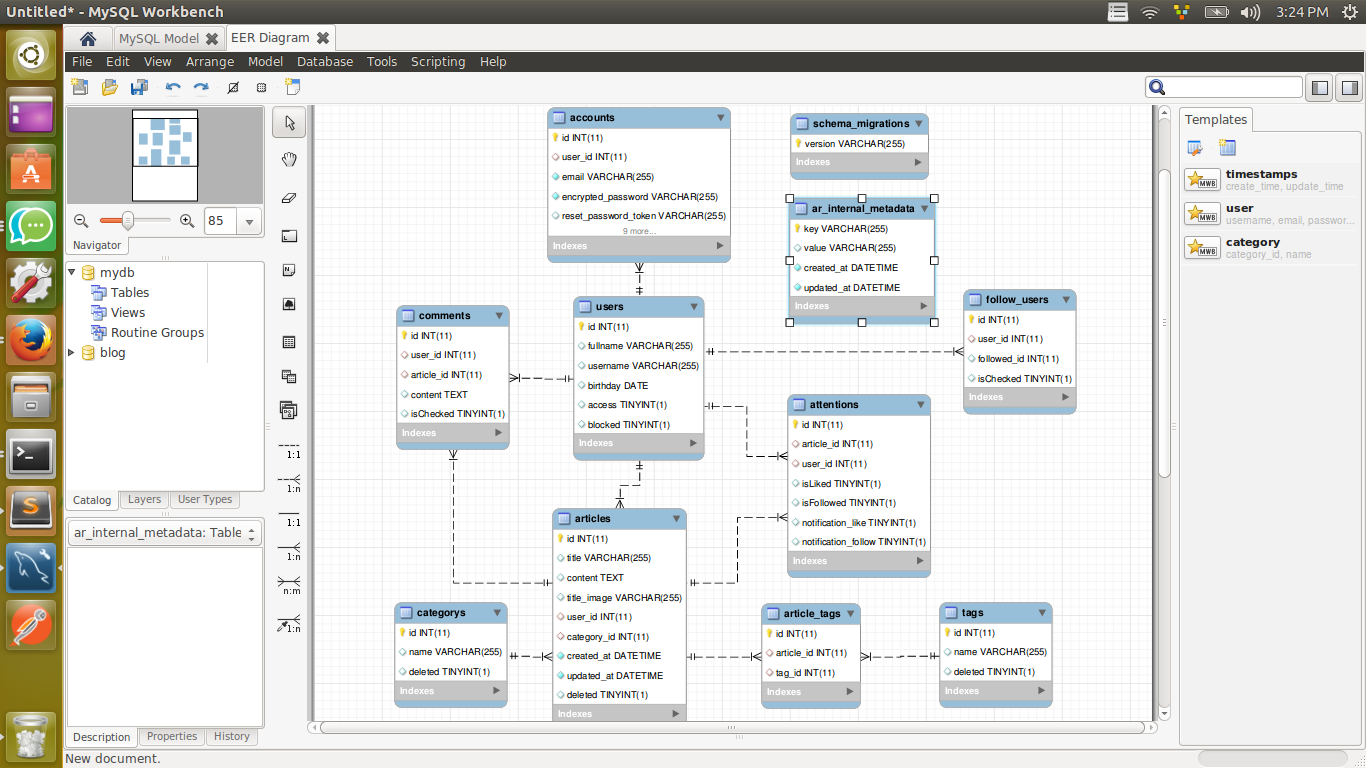 Untitled* - MySQL Workbench
3:24 PM
MySQL Model
EER Diagram
File Edit View Arrange Model Database Tools Scripting Help
85
Navigator
mydb
Tables
Views
Routine Groups
blog
Catalog Layers User Types
ar_internal_metadata: Table
Description Properties History
New document.
1:1
1:n
1:1
1:n
n:m
1:n
accounts
id INT(11)
user_id INT(11)
email VARCHAR(255)
encrypted_password VARCHAR(255)
reset_password_token VARCHAR(255)
9 more...
Indexes
schema_migrations
version VARCHAR(255)
Indexes
ar_internal_metadata
key VARCHAR(255)
value VARCHAR(255)
created_at DATETIME
updated_at DATETIME
Indexes
comments
id INT(11)
user_id INT(11)
article_id INT(11)
content TEXT
isChecked TINYINT(1)
Indexes
users
id INT(11)
fullname VARCHAR(255)
username VARCHAR(255)
birthday DATE
access TINYINT(1)
blocked TINYINT(1)
Indexes
follow_users
id INT(11)
user_id INT(11)
followed_id INT(11)
isChecked TINYINT(1)
Indexes
attentions
id INT(11)
article_id INT(11)
user_id INT(11)
isLiked TINYINT(1)
isFollowed TINYINT(1)
notification_like TINYINT(1)
notification_follow TINYINT(1)
Indexes
articles
id INT(11)
title VARCHAR(255)
content TEXT
title_image VARCHAR(255)
user_id INT(11)
category_id INT(11)
created_at DATETIME
updated_at DATETIME
deleted TINYINT(1)
Indexes
categorys
id INT(11)
name VARCHAR(255)
deleted TINYINT(1)
Indexes
article_tags
id INT(11)
article_id INT(11)
tag_id INT(11)
Indexes
tags
id INT(11)
name VARCHAR(255)
deleted TINYINT(1)
Indexes
Templates
MWB
timestamps
create_time, update_time
MWB
user
username, email, passwor...
MWB
category
category_id, name